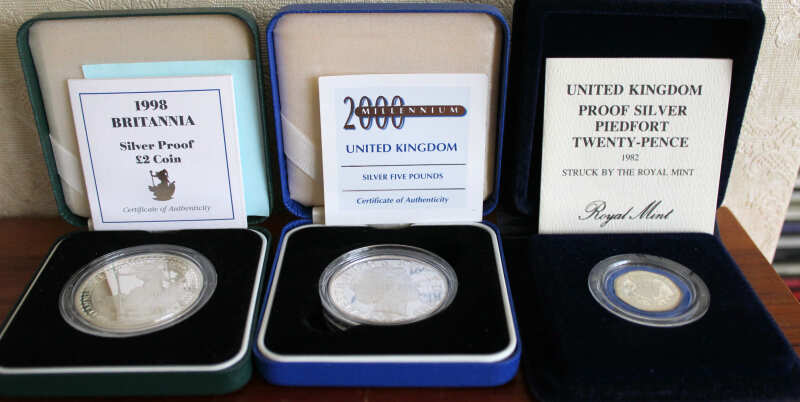 1998
BRITANNIA
Silver Proof
£2 Coin
Certificate of Authenticity
2000
MILLENNIUM
UNITED KINGDOM
SILVER FIVE POUNDS
Certificate of Authenticity
UNITED KINGDOM
PROOF SILVER
PIEDFORT
TWENTY-PENCE
1982
STRUCK BY THE ROYAL MINT
Royal Mint